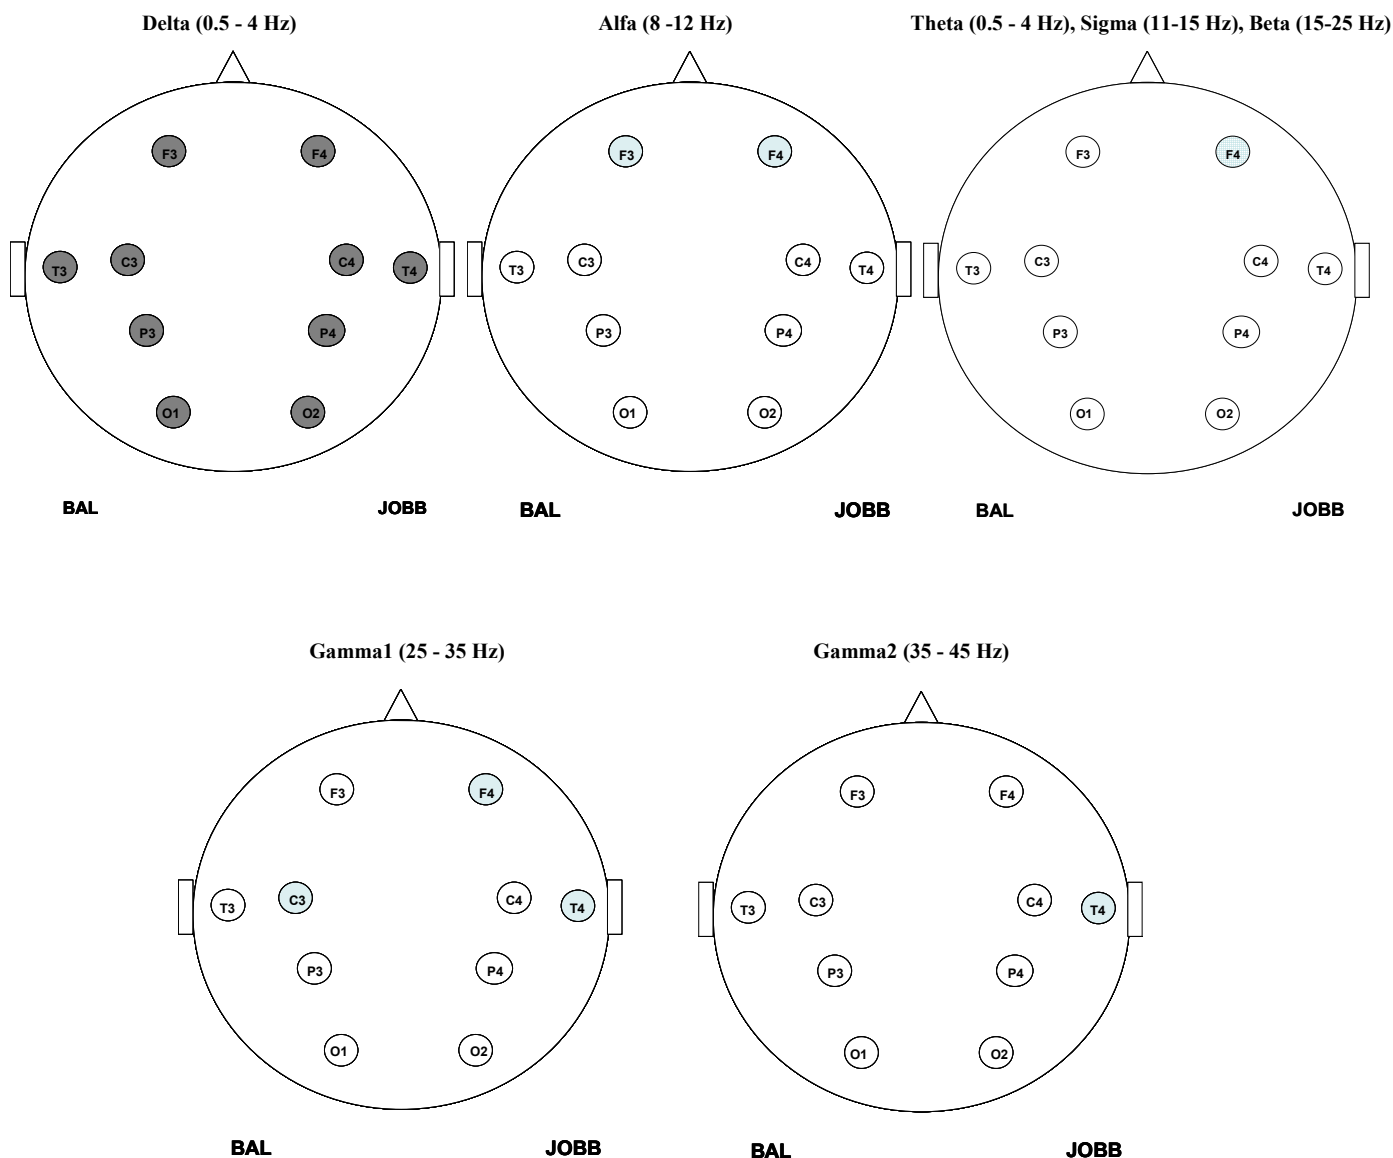 Delta (0.5 - 4 Hz)
Alfa (8 -12 Hz)
Theta (0.5 - 4 Hz), Sigma (11-15 Hz), Beta (15-25 Hz)
F3 F4
T3 C3 C4 T4
P3 P4
O1 O2
BAL JOBB
F3 F4
T3 C3 C4 T4
P3 P4
O1 O2
BAL JOBB
F3 F4
T3 C3 C4 T4
P3 P4
O1 O2
BAL JOBB
Gamma1 (25 - 35 Hz)
Gamma2 (35 - 45 Hz)
F3 F4
T3 C3 C4 T4
P3 P4
O1 O2
BAL JOBB
F3 F4
T3 C3 C4 T4
P3 P4
O1 O2
BAL JOBB